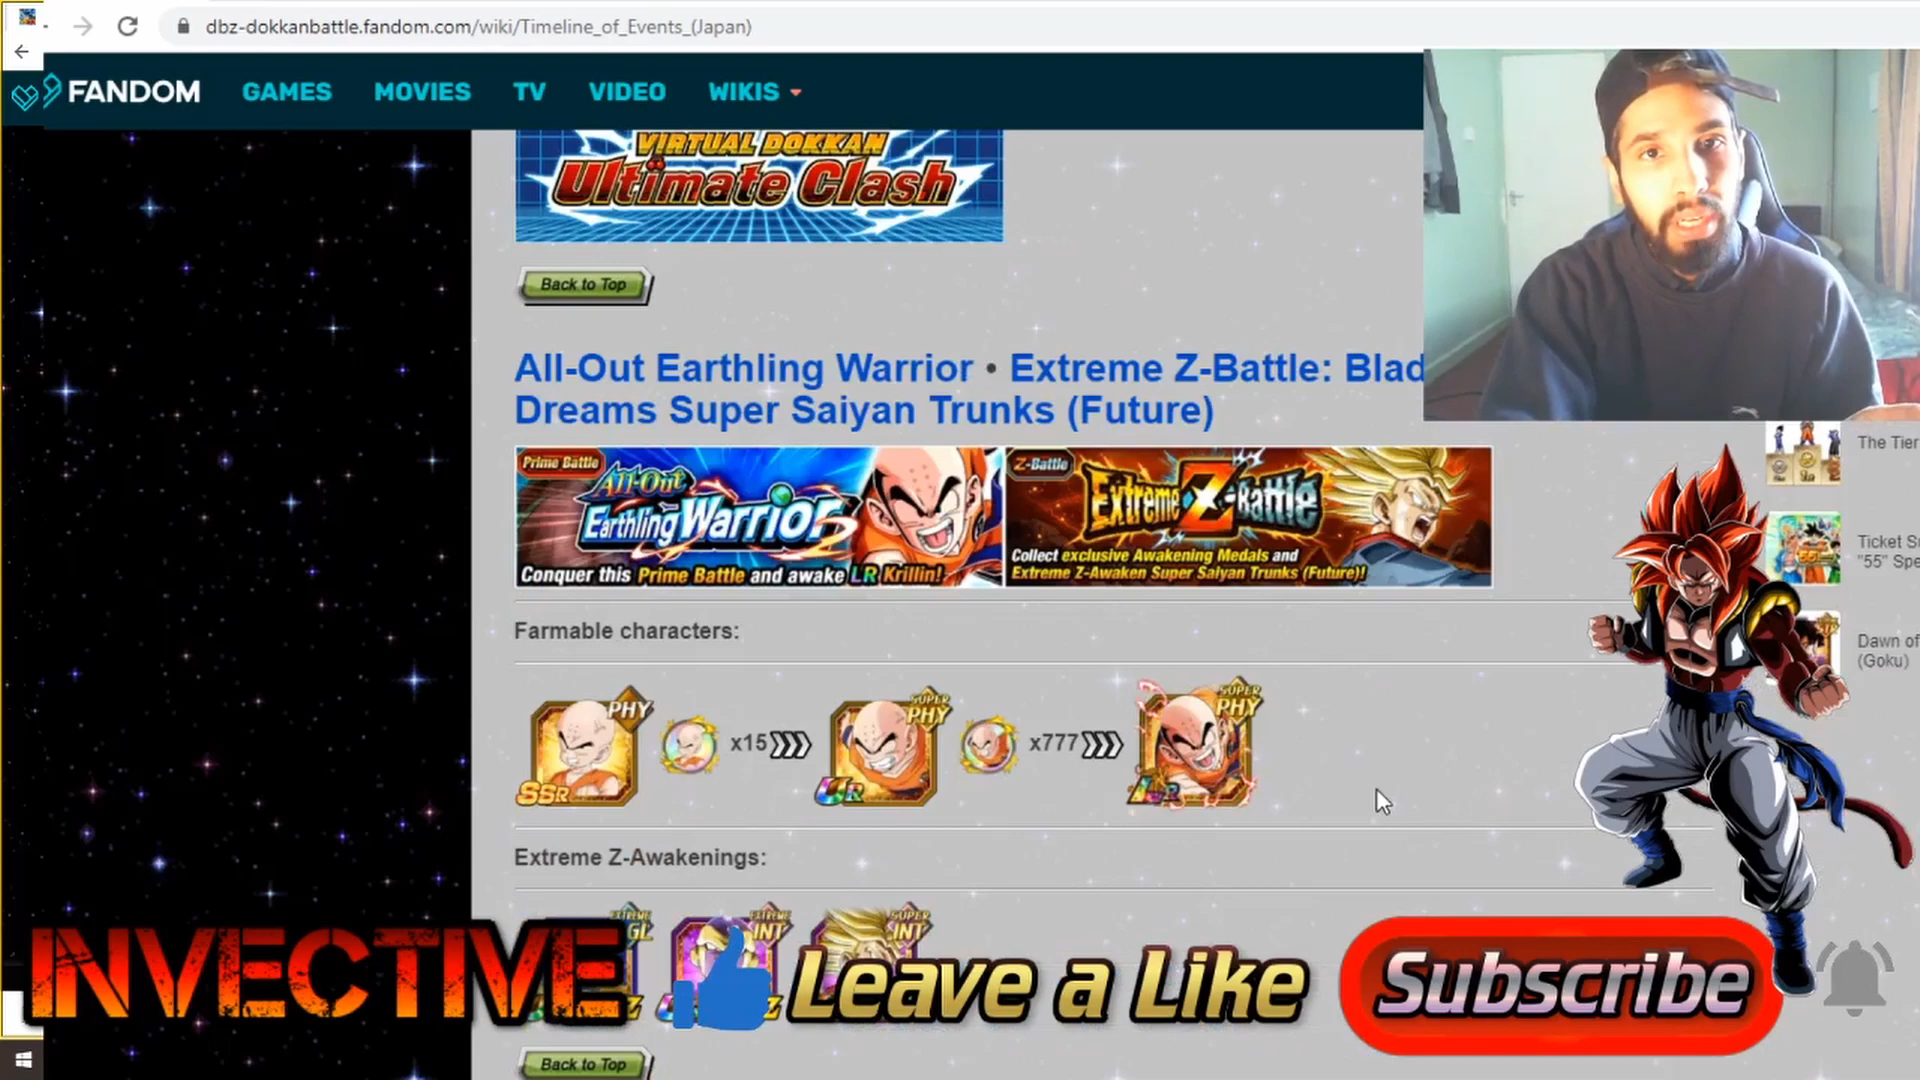 dbz-dokkanbattle.fandom.com/wiki/Timeline_of_Events_(Japan)
FANDOM GAMES MOVIES TV VIDEO WIKIS
VIRTUAL DOKKAN
Ultimate Clash
Back to Top
All-Out Earthling Warrior • Extreme Z-Battle: Blad
Dreams Super Saiyan Trunks (Future)
Prime Battle
All-Out
Earthling Warrior
Conquer this Prime Battle and awake LR Krillin!
Z-Battle
Extreme Z-Battle
Collect exclusive Awakening Medals and
Extreme Z-Awaken Super Saiyan Trunks (Future)!
The Tier
Ticket S
"55" Spe
Dawn of
(Goku)
Farmable characters:
PHY
SSR
x15
SUPER
PHY
UR
x777
SUPER
PHY
LR
Extreme Z-Awakenings:
EXTREME
GL
EXTREME
INT
SUPER
INT
INVECTIVE
Leave a Like
Subscribe
Back to Top